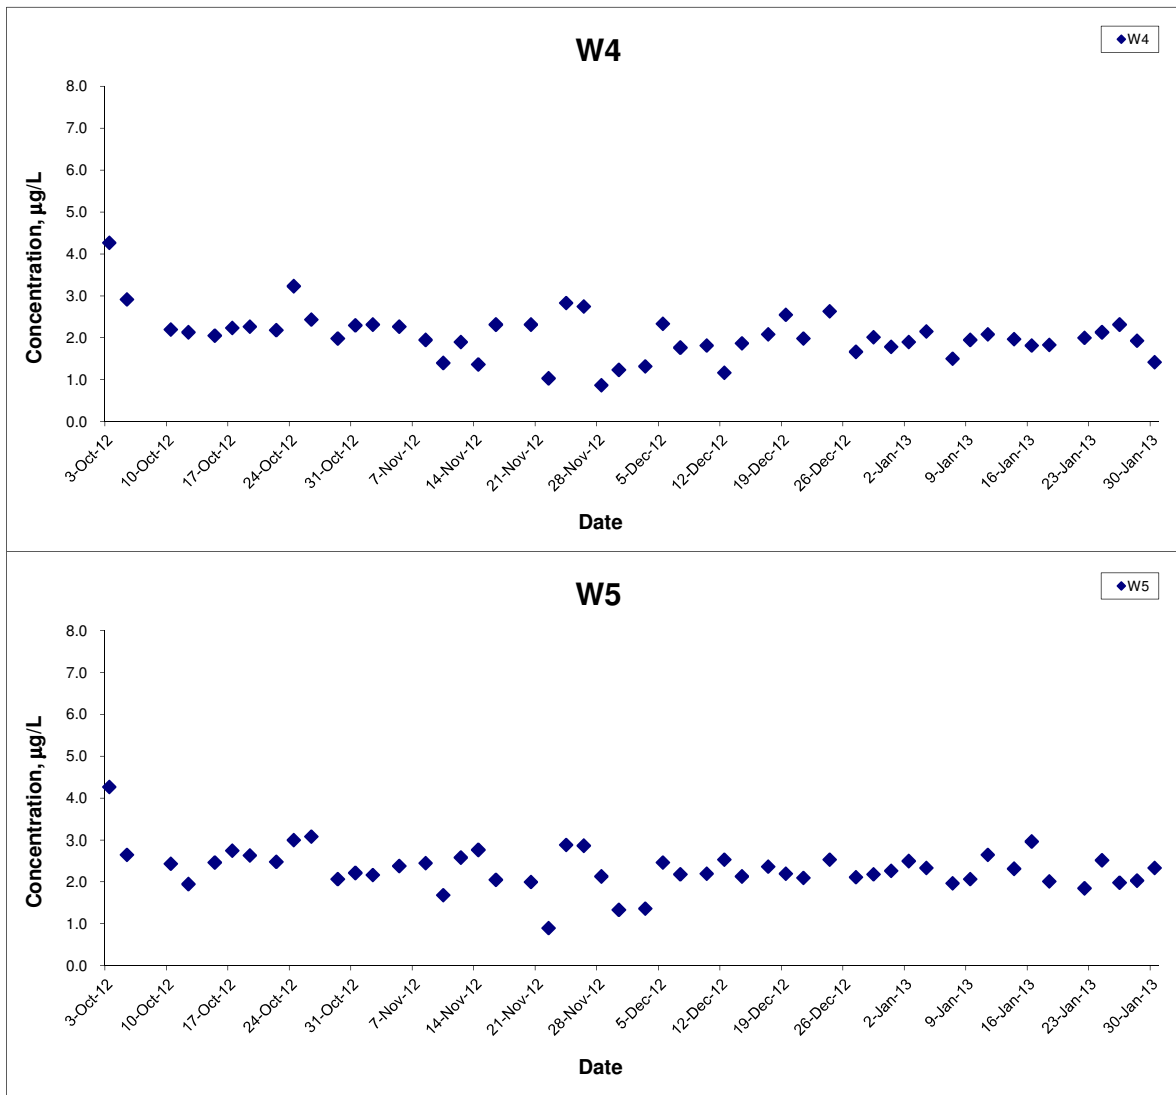 W4
W4
8.0
7.0
6.0
5.0
4.0
3.0
2.0
1.0
0.0
Concentration, µg/L
3-Oct-12
10-Oct-12
17-Oct-12
24-Oct-12
31-Oct-12
7-Nov-12
14-Nov-12
21-Nov-12
28-Nov-12
5-Dec-12
12-Dec-12
19-Dec-12
26-Dec-12
2-Jan-13
9-Jan-13
16-Jan-13
23-Jan-13
30-Jan-13
Date
W5
W5
8.0
7.0
6.0
5.0
4.0
3.0
2.0
1.0
0.0
Concentration, µg/L
3-Oct-12
10-Oct-12
17-Oct-12
24-Oct-12
31-Oct-12
7-Nov-12
14-Nov-12
21-Nov-12
28-Nov-12
5-Dec-12
12-Dec-12
19-Dec-12
26-Dec-12
2-Jan-13
9-Jan-13
16-Jan-13
23-Jan-13
30-Jan-13
Date